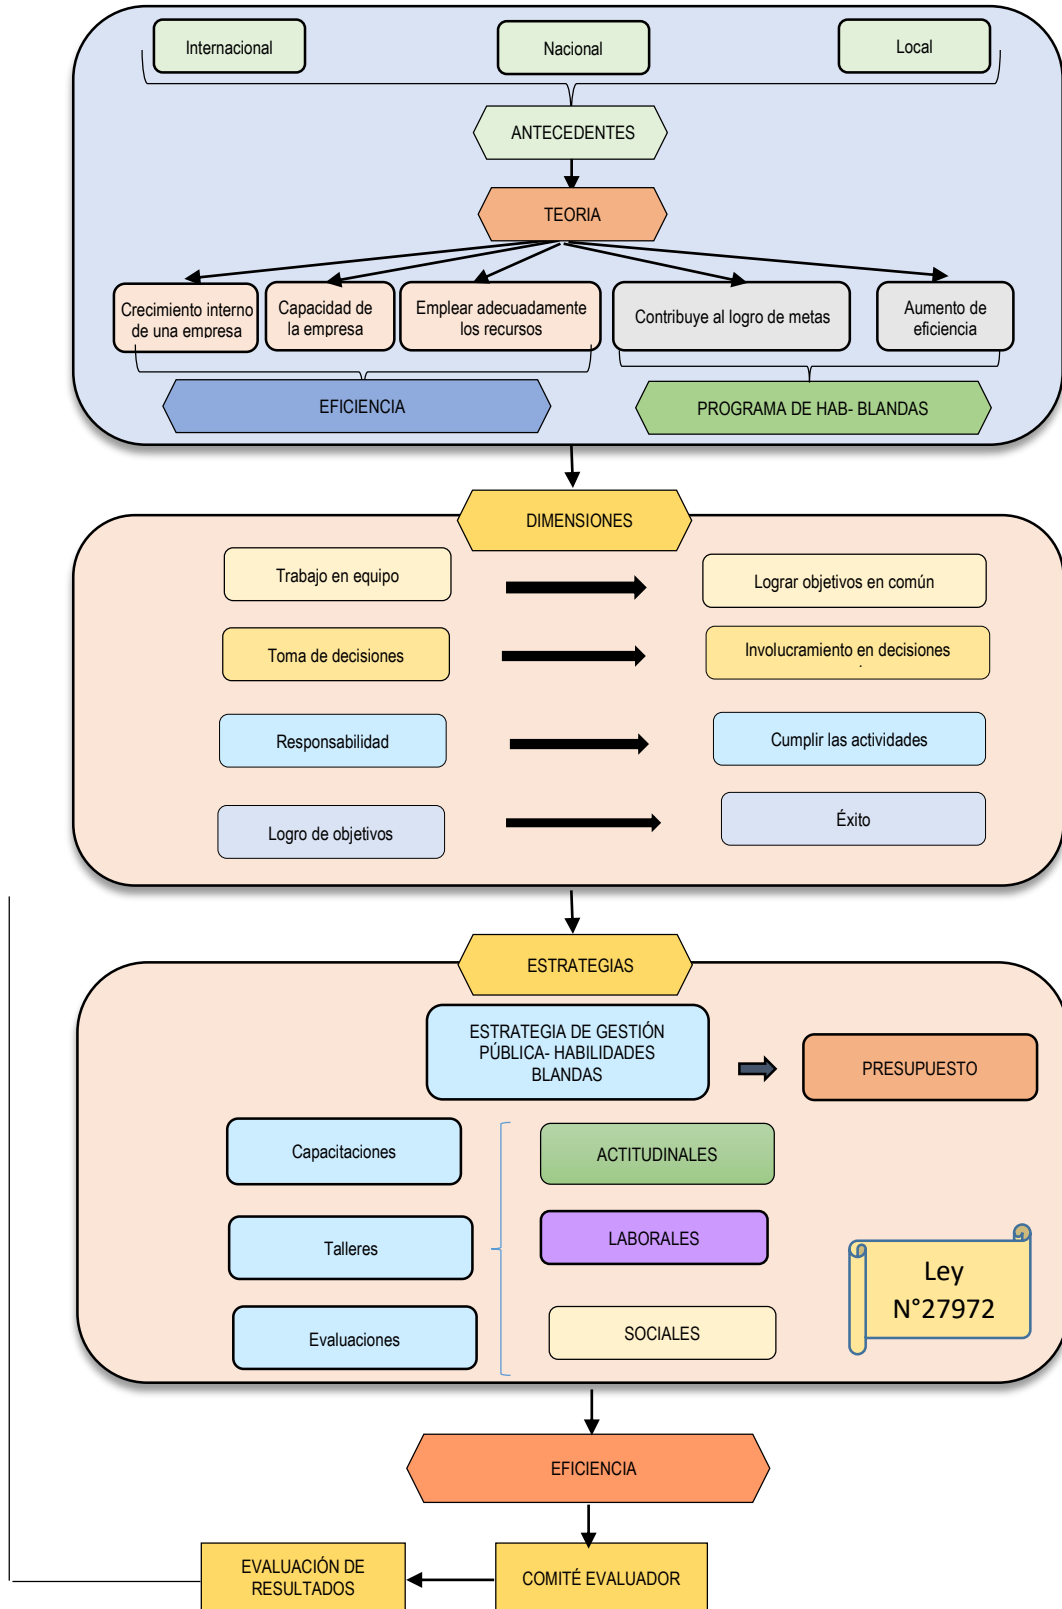 Internacional
Nacional
Local
ANTECEDENTES
TEORIA
Crecimiento interno
de una empresa
Capacidad de
la empresa
Emplear adecuadamente
los recursos
Contribuye al logro de metas
Aumento de
eficiencia
EFICIENCIA
PROGRAMA DE HAB- BLANDAS
DIMENSIONES
Trabajo en equipo
Lograr objetivos en común
Toma de decisiones
Involucramiento en decisiones
Responsabilidad
Cumplir las actividades
Logro de objetivos
Éxito
ESTRATEGIAS
ESTRATEGIA DE GESTIÓN
PÚBLICA- HABILIDADES
BLANDAS
PRESUPUESTO
Capacitaciones
ACTITUDINALES
Talleres
LABORALES
Ley
N°27972
Evaluaciones
SOCIALES
EFICIENCIA
EVALUACIÓN DE
RESULTADOS
COMITÉ EVALUADOR